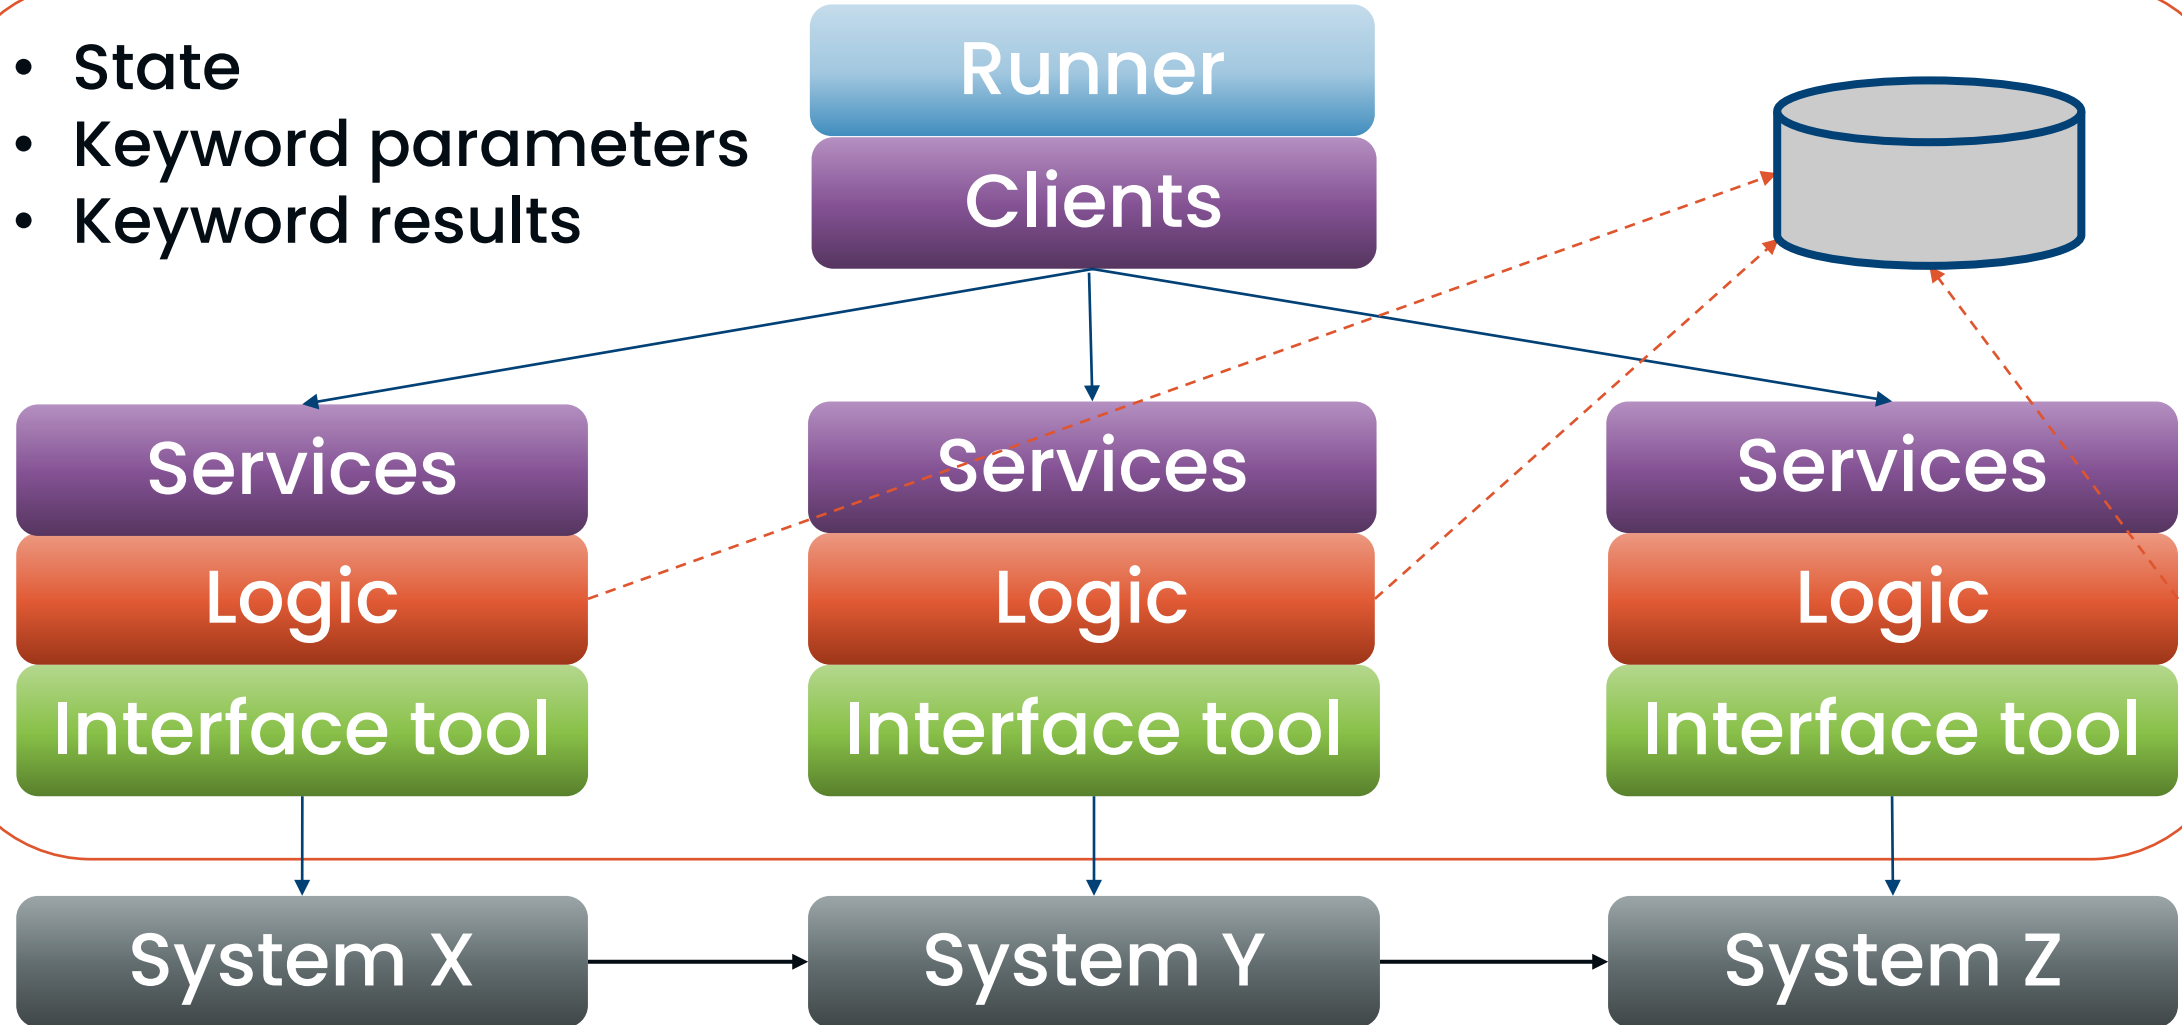 • State
• Keyword parameters
• Keyword results
Runner
Clients
Services
Services
Services
Logic
Logic
Logic
Interface tool
Interface tool
Interface tool
System X
System Y
System Z